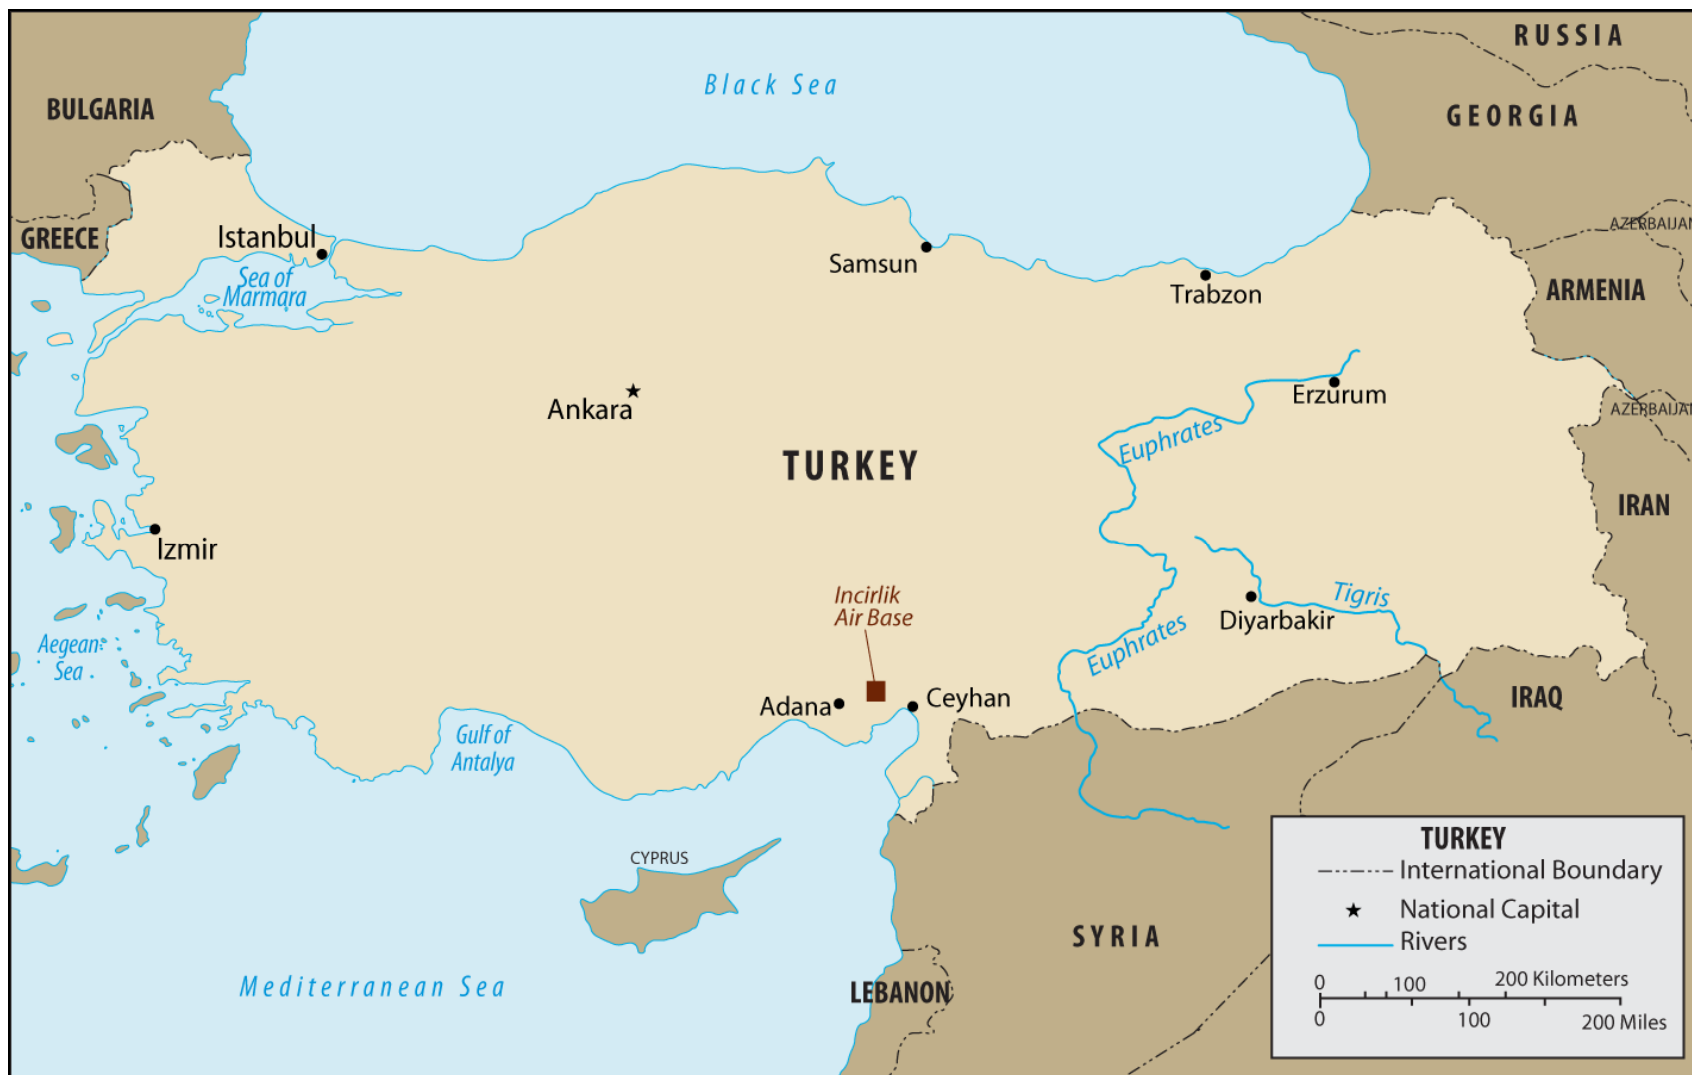 RUSSIA
Black Sea
BULGARIA
GEORGIA
AZERBAIJAN
GREECE
Istanbul
Samsun
Sea of
Marmara
Trabzon
ARMENIA
Ankara
Erzurum
AZERBAIJAN
Euphrates
TURKEY
IRAN
Izmir
Incirlik
Air Base
Tigris
Diyarbakir
Euphrates
Aegean
Sea
Adana
Ceyhan
IRAQ
Gulf of
Antalya
CYPRUS
SYRIA
Mediterranean Sea
LEBANON
TURKEY
International Boundary
National Capital
Rivers
0 100 200 Kilometers
0 100 200 Miles